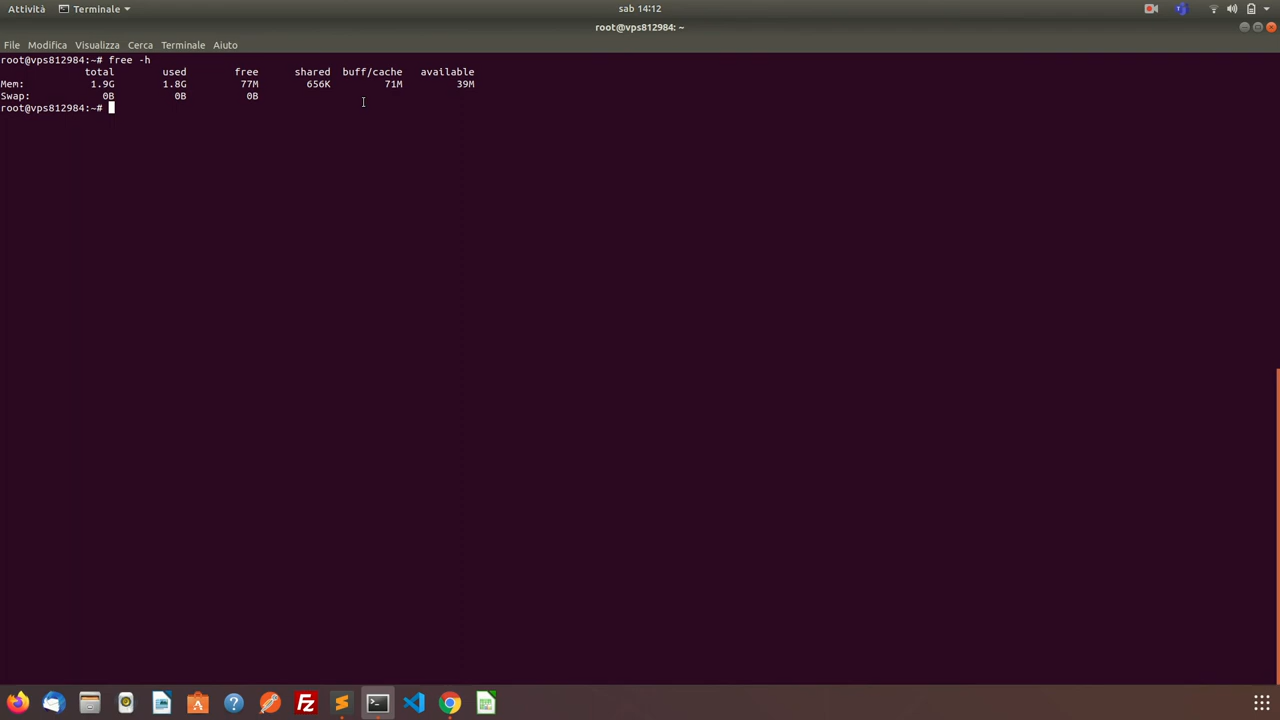 Attività Terminale sab 14:12
root@vps812984: ~
File Modifica Visualizza Cerca Terminale Aiuto
root@vps812984:~# free -h
total used free shared buff/cache available
Mem: 1.9G 1.8G 77M 656K 71M 39M
Swap: 0B 0B 0B
root@vps812984:~#